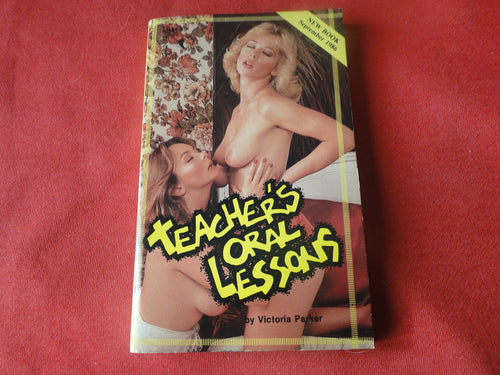 NEW BOOK
September 1986
TEACHER'S
ORAL
LESSONS
by Victoria Parker